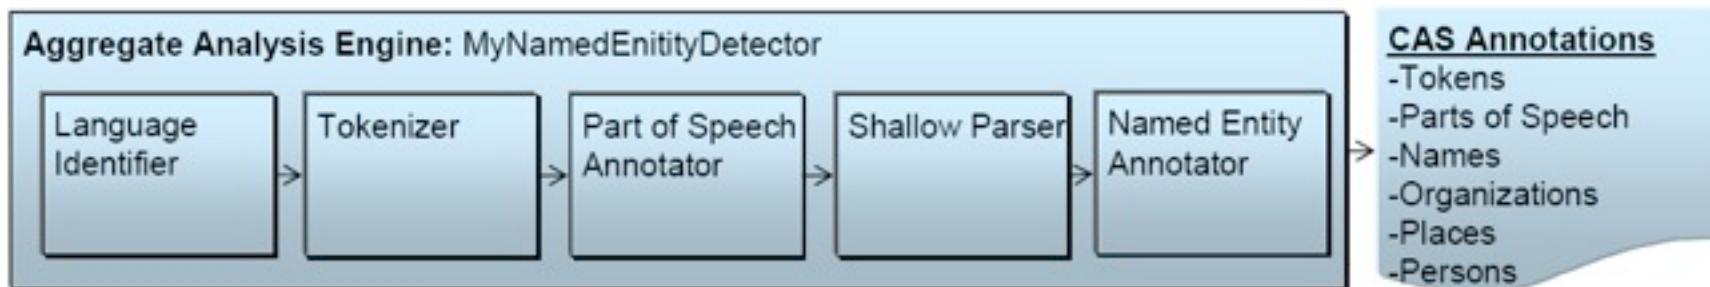 Aggregate Analysis Engine: MyNamedEnitityDetector
Language
Identifier
Tokenizer
Part of Speech
Annotator
Shallow Parser
Named Entity
Annotator
CAS Annotations
-Tokens
-Parts of Speech
-Names
-Organizations
-Places
-Persons